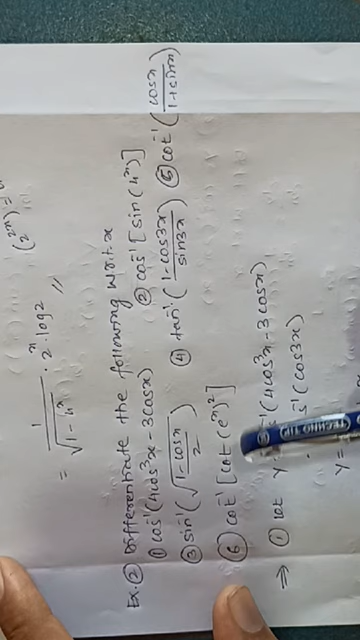 (2^2x) =
= 1/√(1-4^x) · 2^x · log2 //
Ex.② Differentiate the following w.r.t.x
① cos⁻¹(4cos³x-3cosx) ② cos⁻¹[sin(4^x)]
③ sin⁻¹(√((1-cosx)/2)) ④ tan⁻¹((1-cos3x)/sin3x) ⑤ cot⁻¹(cosx/(1+sinx))
⑥ cot⁻¹[cot(e^x)²]
⇒ ① let y = cos⁻¹(4cos³x-3cosx)
s⁻¹(cos3x)
y =